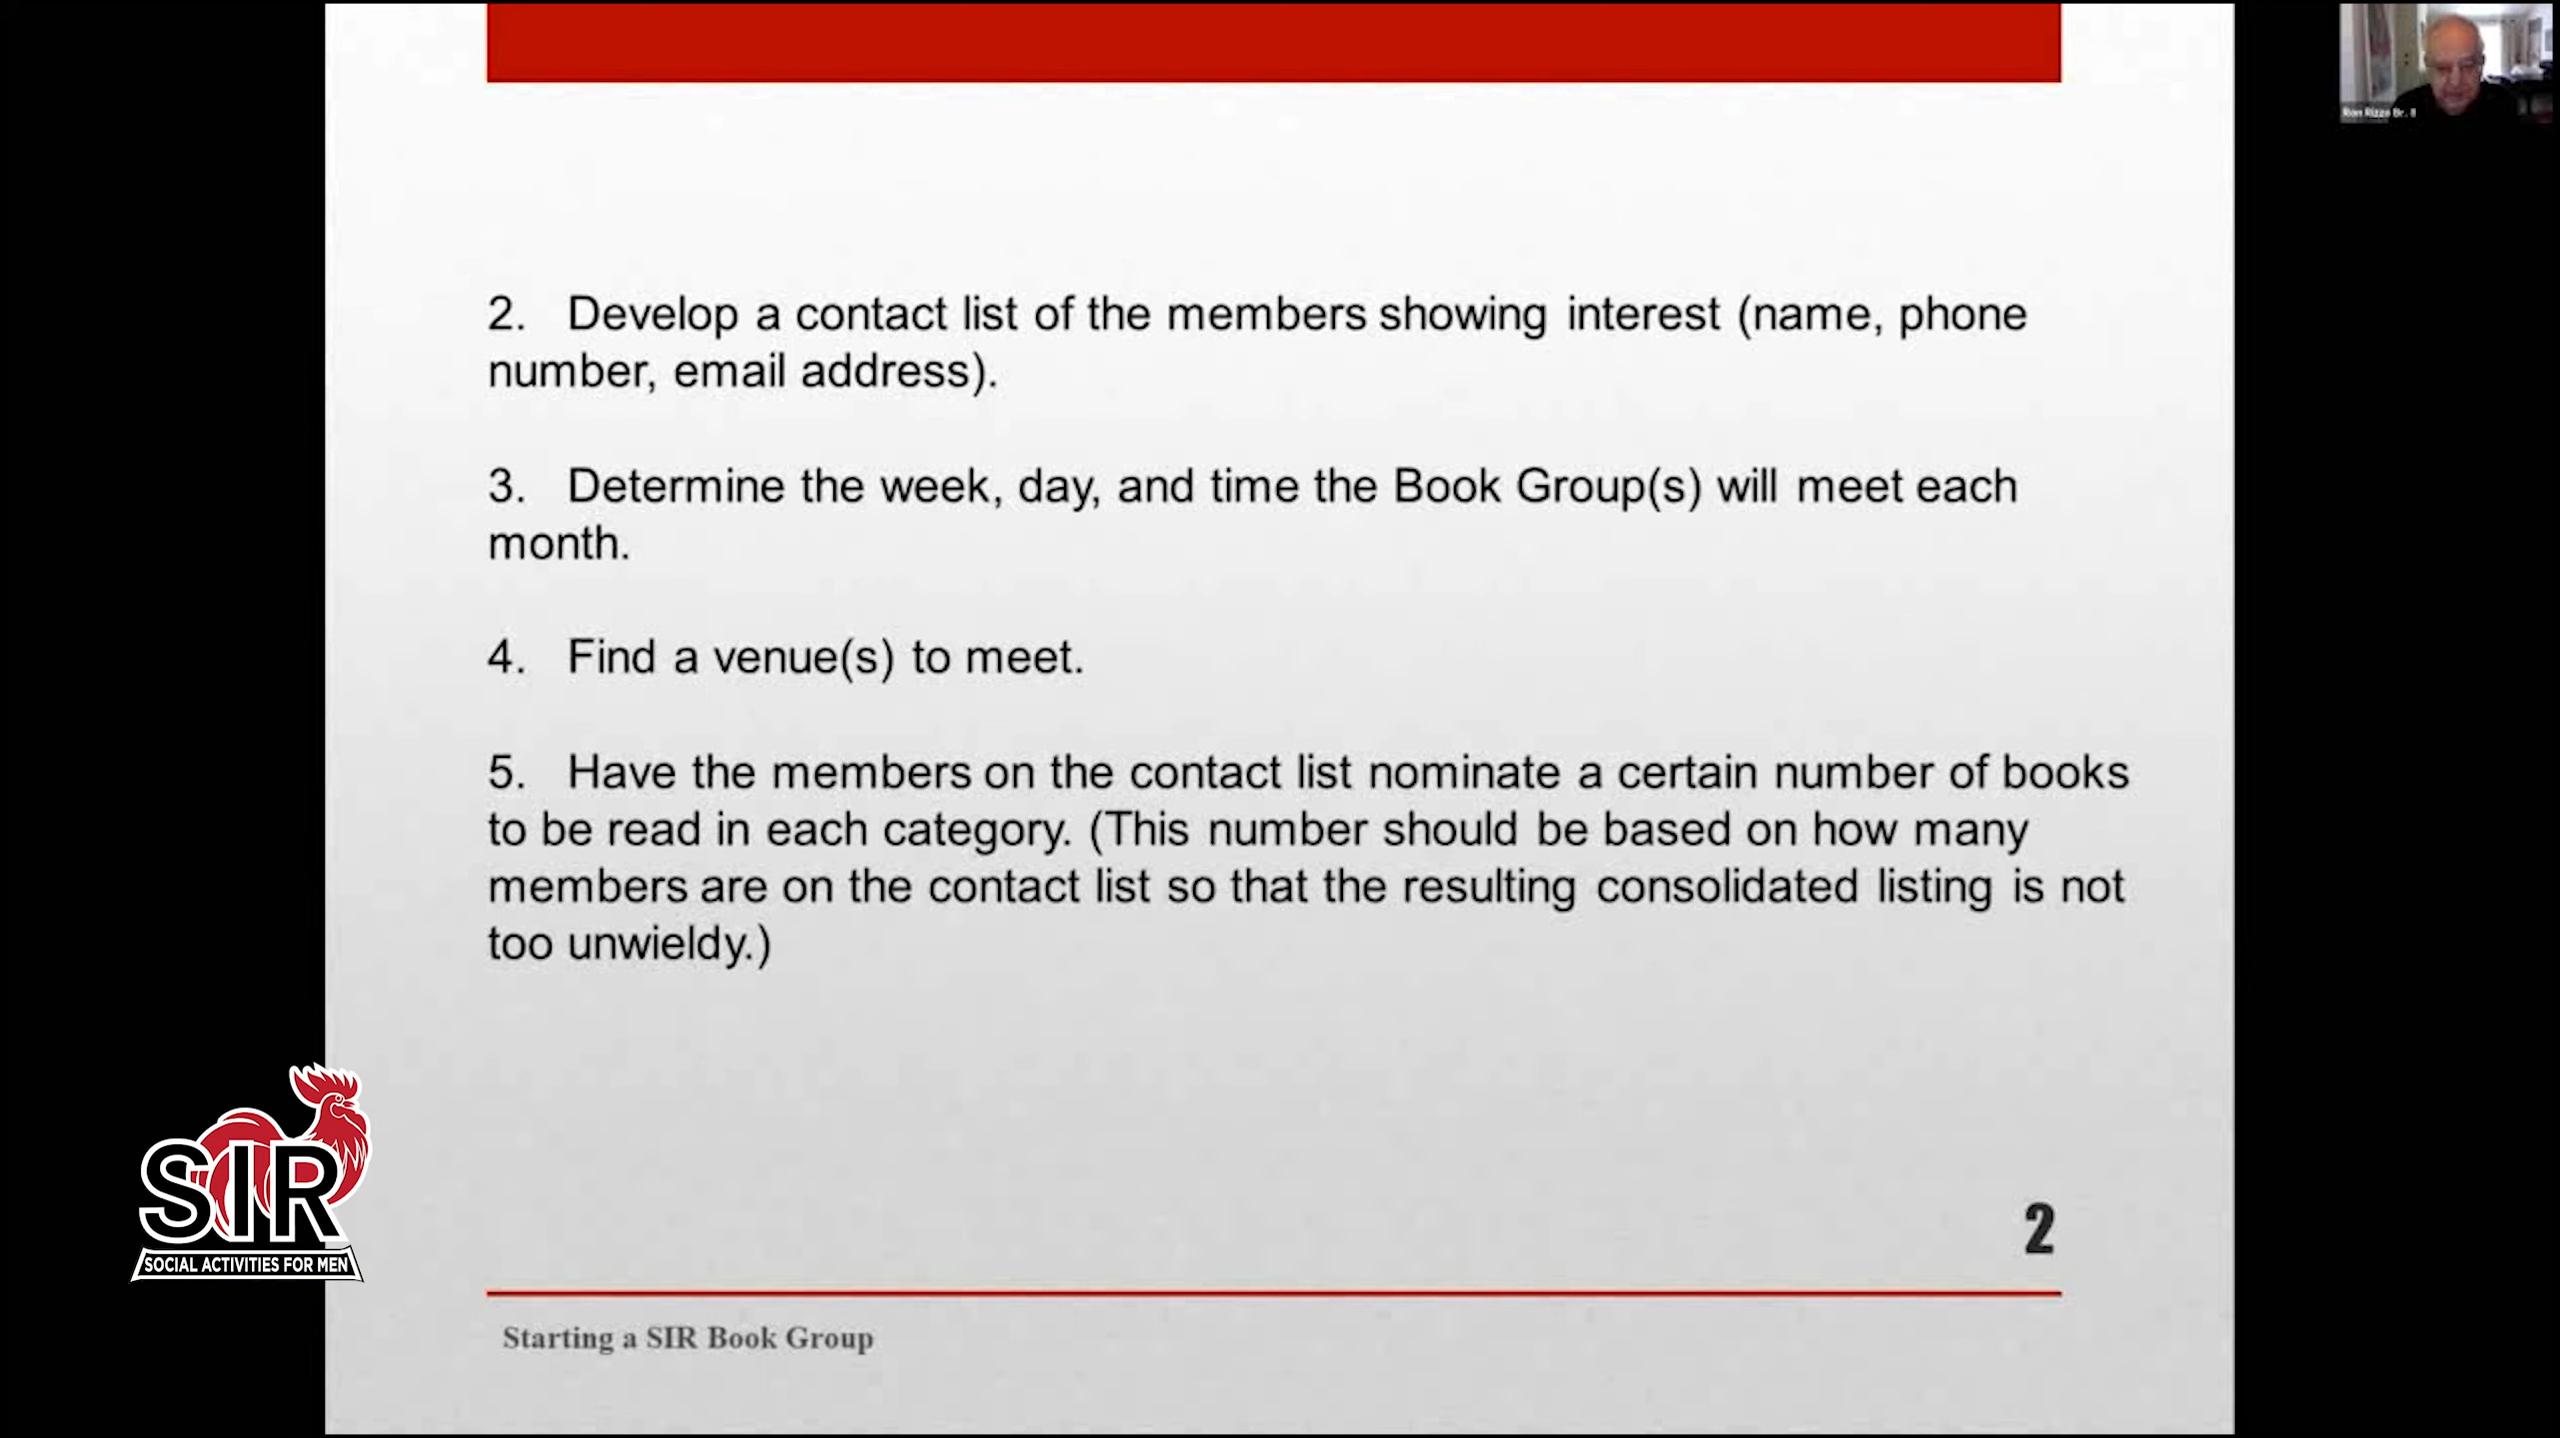 Ron Rizzo Br. 8
2. Develop a contact list of the members showing interest (name, phone
number, email address).
3. Determine the week, day, and time the Book Group(s) will meet each
month.
4. Find a venue(s) to meet.
5. Have the members on the contact list nominate a certain number of books
to be read in each category. (This number should be based on how many
members are on the contact list so that the resulting consolidated listing is not
too unwieldy.)
SIR
SOCIAL ACTIVITIES FOR MEN
2
Starting a SIR Book Group